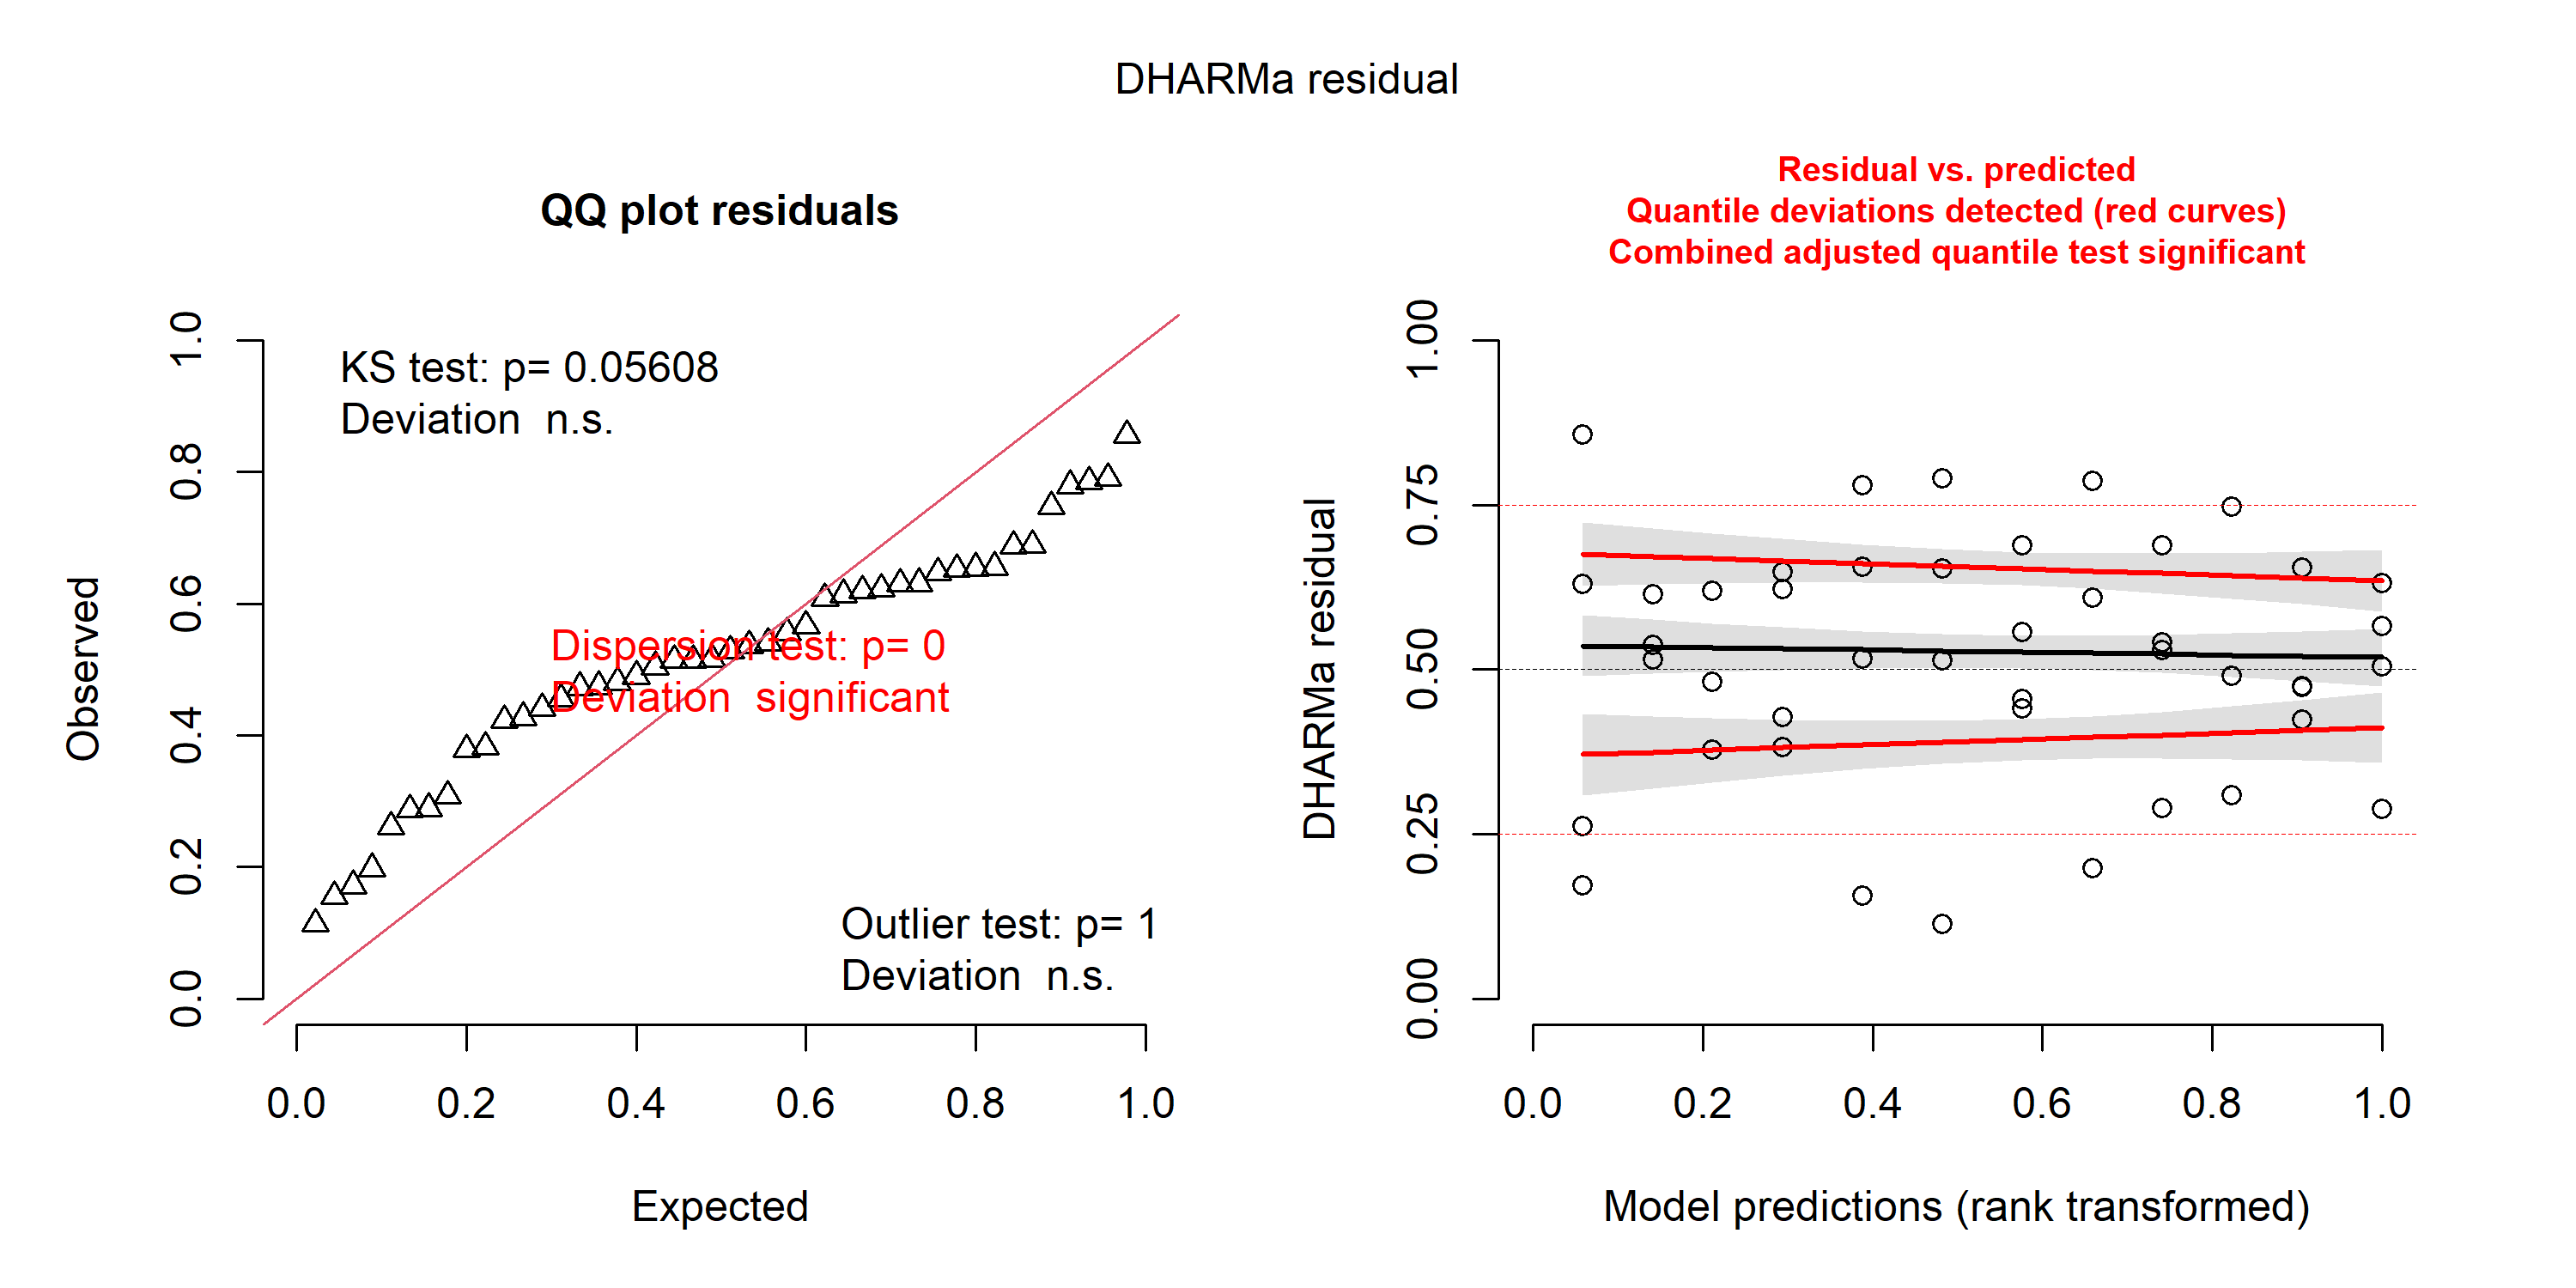 DHARMa residual
QQ plot residuals
KS test: p= 0.05608
Deviation  n.s.
Dispersion test: p= 0
Deviation  significant
Outlier test: p= 1
Deviation  n.s.
Observed
0.0 0.2 0.4 0.6 0.8 1.0
0.0 0.2 0.4 0.6 0.8 1.0
Expected
Residual vs. predicted
Quantile deviations detected (red curves)
Combined adjusted quantile test significant
DHARMa residual
0.00 0.25 0.50 0.75 1.00
0.0 0.2 0.4 0.6 0.8 1.0
Model predictions (rank transformed)